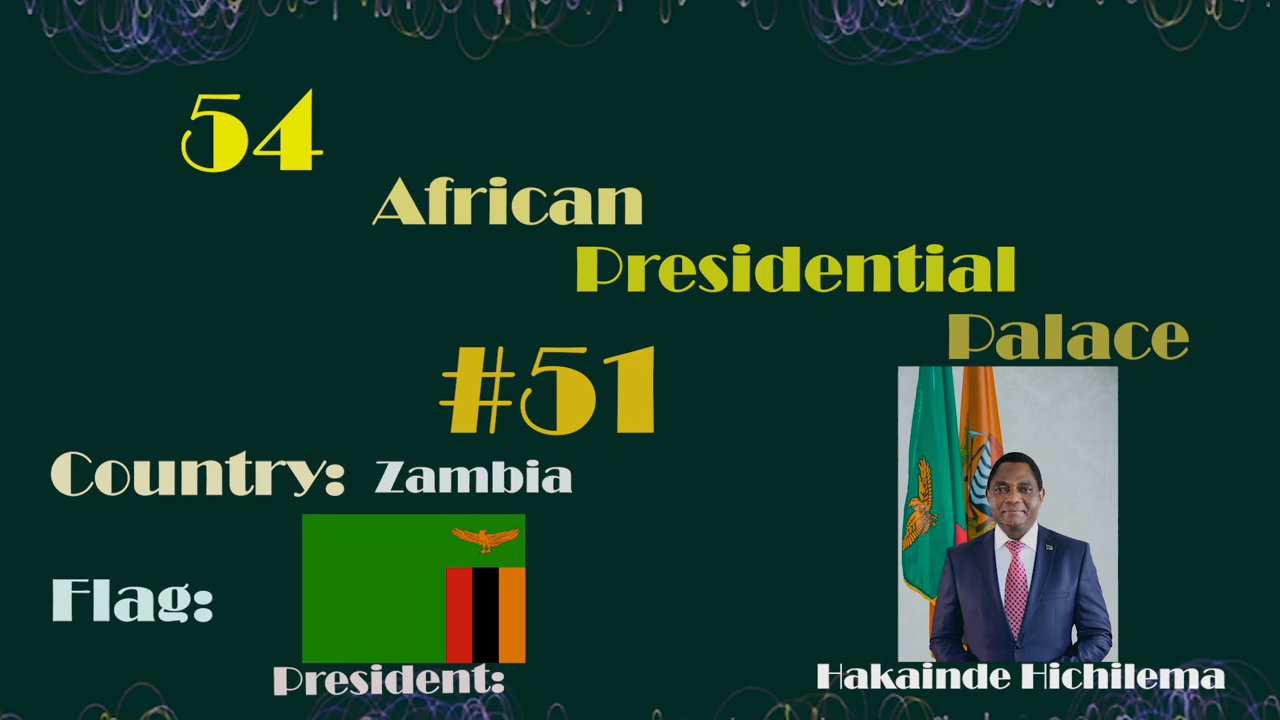 54
African
Presidential
Palace
#51
Country: Zambia
Flag:
President:
Hakainde Hichilema